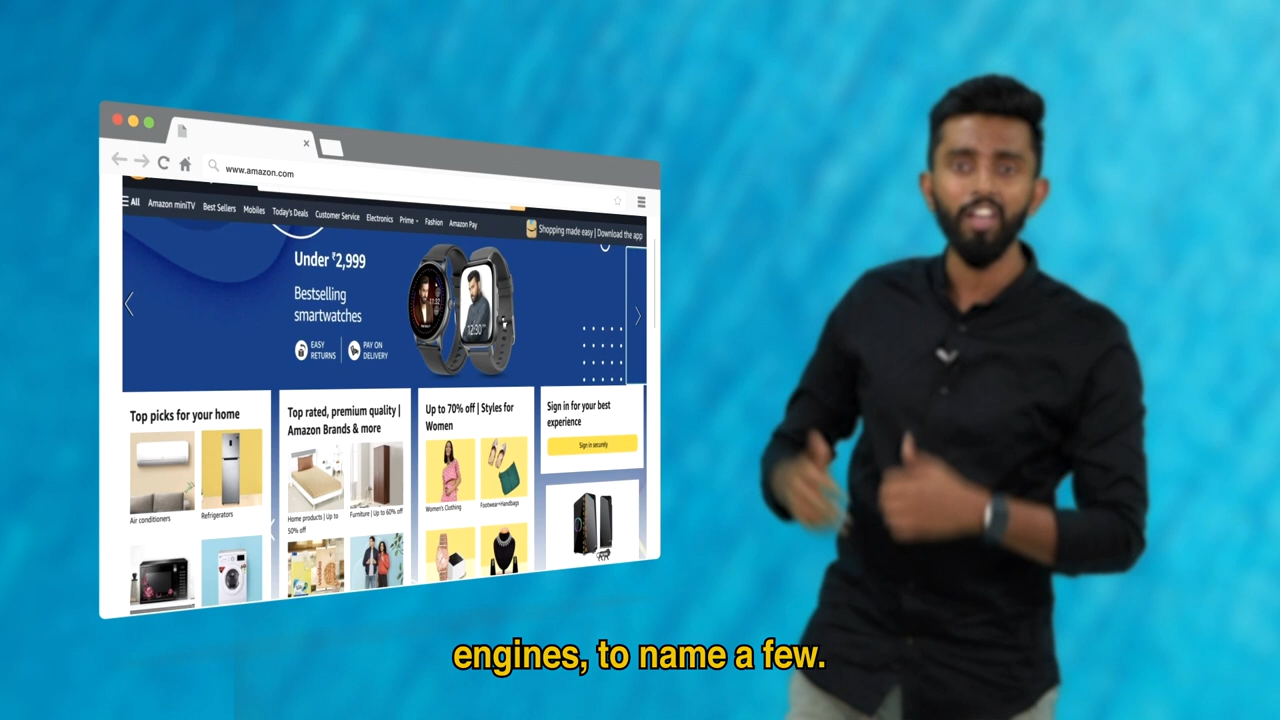 www.amazon.com
All Amazon miniTV Best Sellers Mobiles Today's Deals Customer Service Electronics Prime Fashion Amazon Pay
Shopping made easy | Download the app
Under ₹2,999
Bestselling
smartwatches
EASY
RETURNS
PAY ON
DELIVERY
12:30
Top picks for your home
Air conditioners
Refrigerators
Top rated, premium quality |
Amazon Brands & more
Home products | Up to
50% off
Furniture | Up to 60% off
Up to 70% off | Styles for
Women
Women's Clothing
Footwear+Handbags
Sign in for your best
experience
Sign in securely
engines, to name a few.